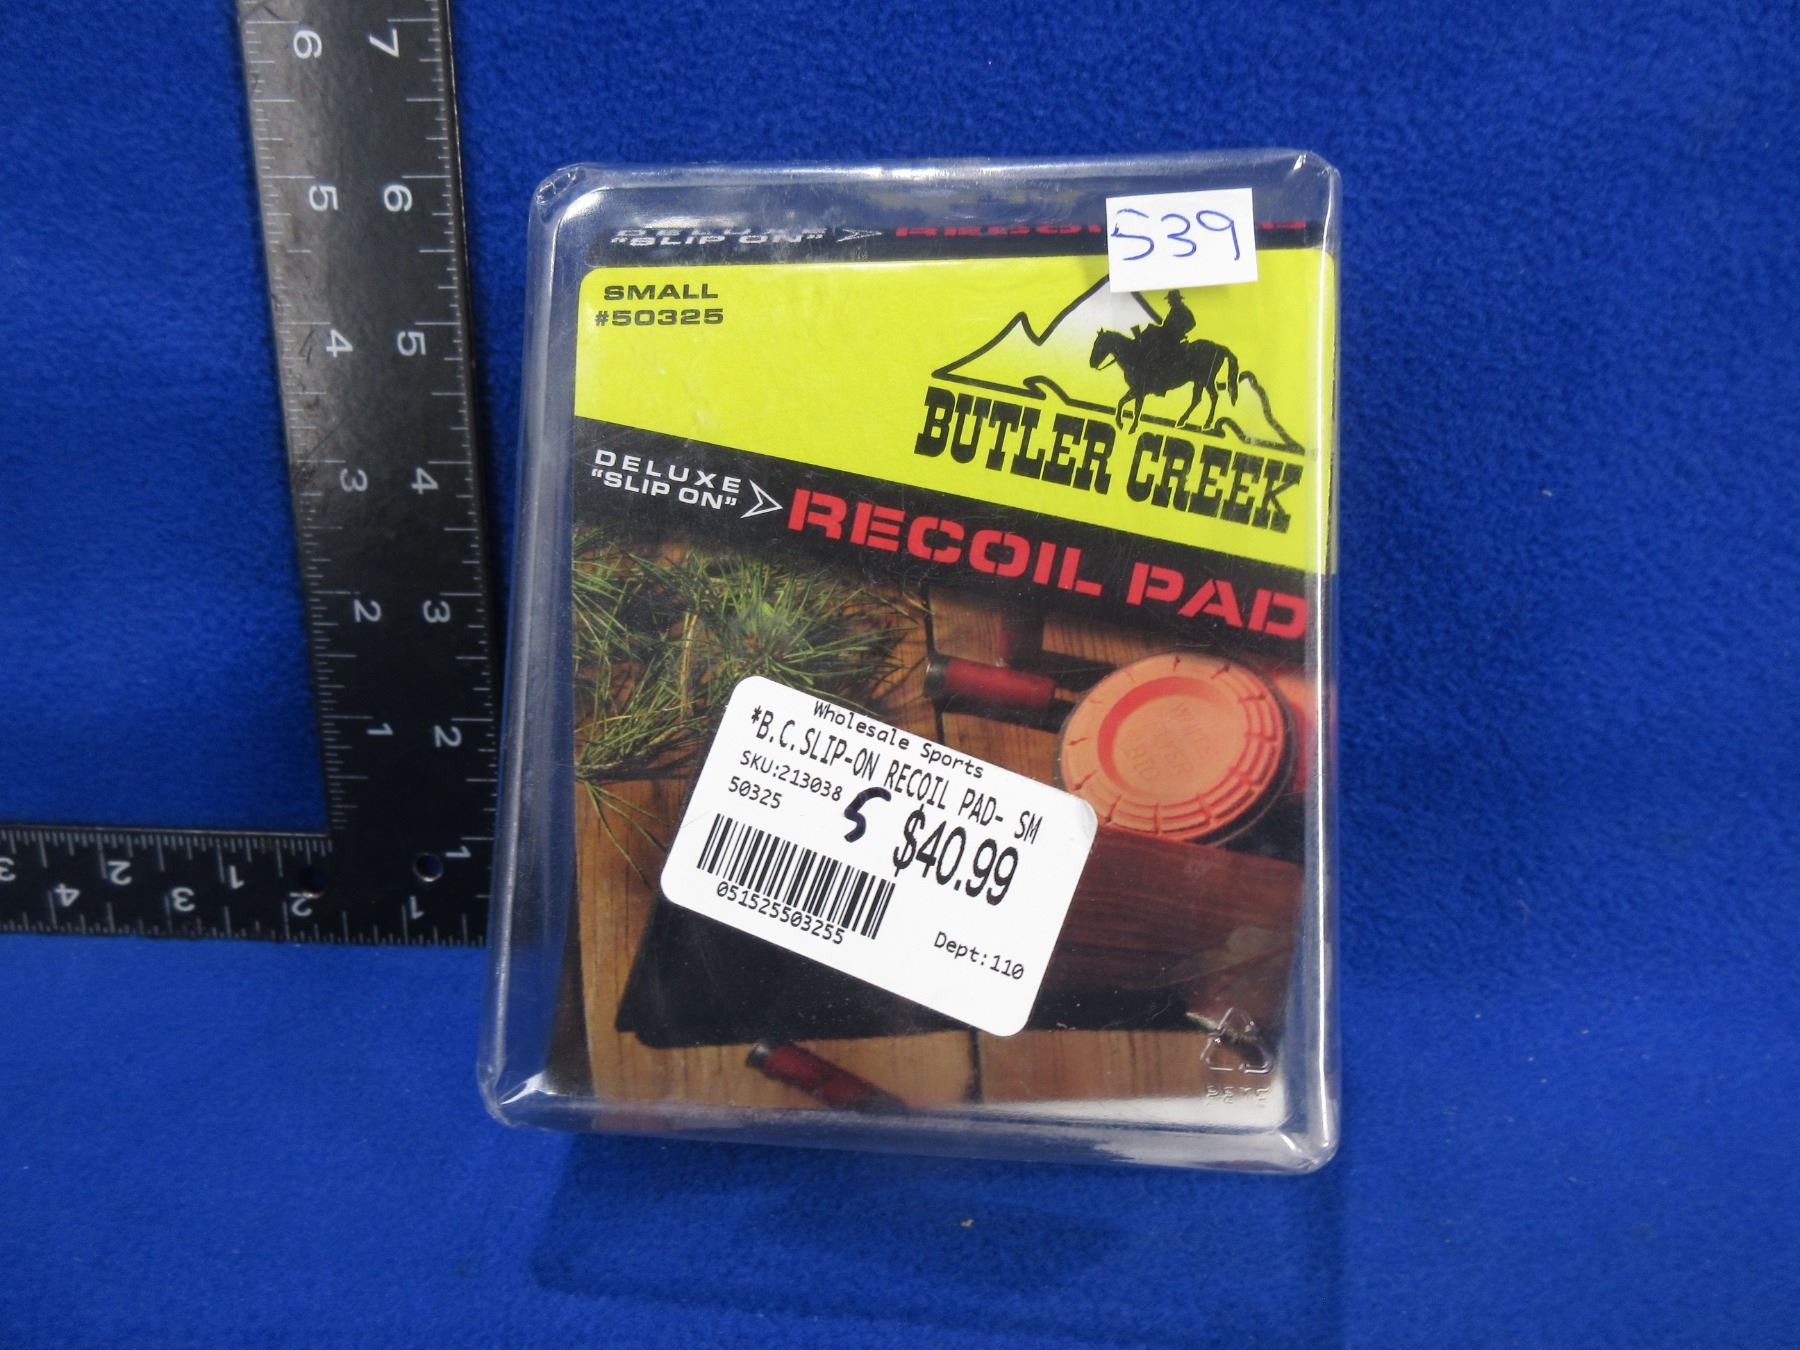 6 7
5 6
4 5
3 4
2 3
1 2
1
3 2 1
4 3 2 1
539
DELUXE
"SLIP ON"
SMALL
#50325
BUTLER CREEK
DELUXE
"SLIP ON"
RECOIL PAD
Wholesale Sports
*B.C.SLIP-ON RECOIL PAD- SM
SKU:213038
50325
5
$40.99
051525503255
Dept:110